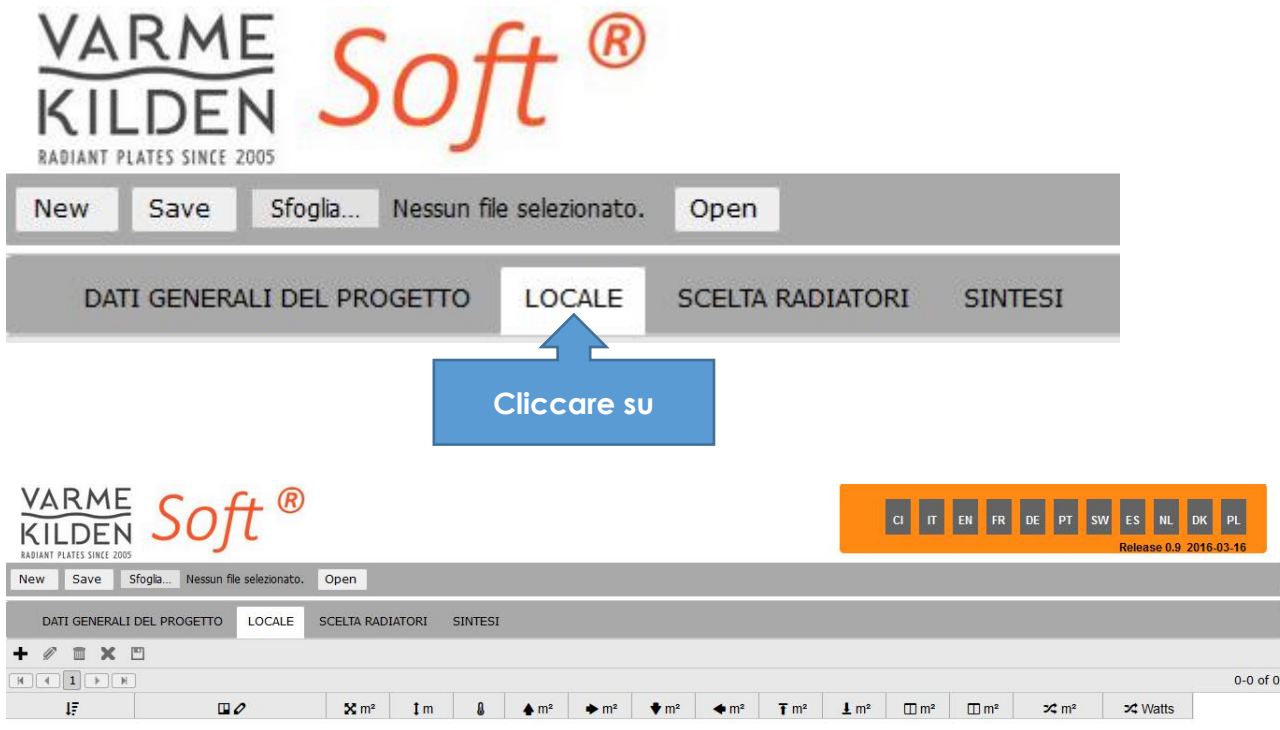 VARME
KILDEN
RADIANT PLATES SINCE 2005
Soft ®
New Save Sfoglia... Nessun file selezionato. Open
DATI GENERALI DEL PROGETTO LOCALE SCELTA RADIATORI SINTESI
Cliccare su
VARME
KILDEN
RADIANT PLATES SINCE 2005
Soft ®
CI IT EN FR DE PT SW ES NL DK PL
Release 0.9 2016-03-16
New Save Sfoglia... Nessun file selezionato. Open
DATI GENERALI DEL PROGETTO LOCALE SCELTA RADIATORI SINTESI
1 0-0 of 0
m² m m² m² m² m² m² m² m² m² m² Watts